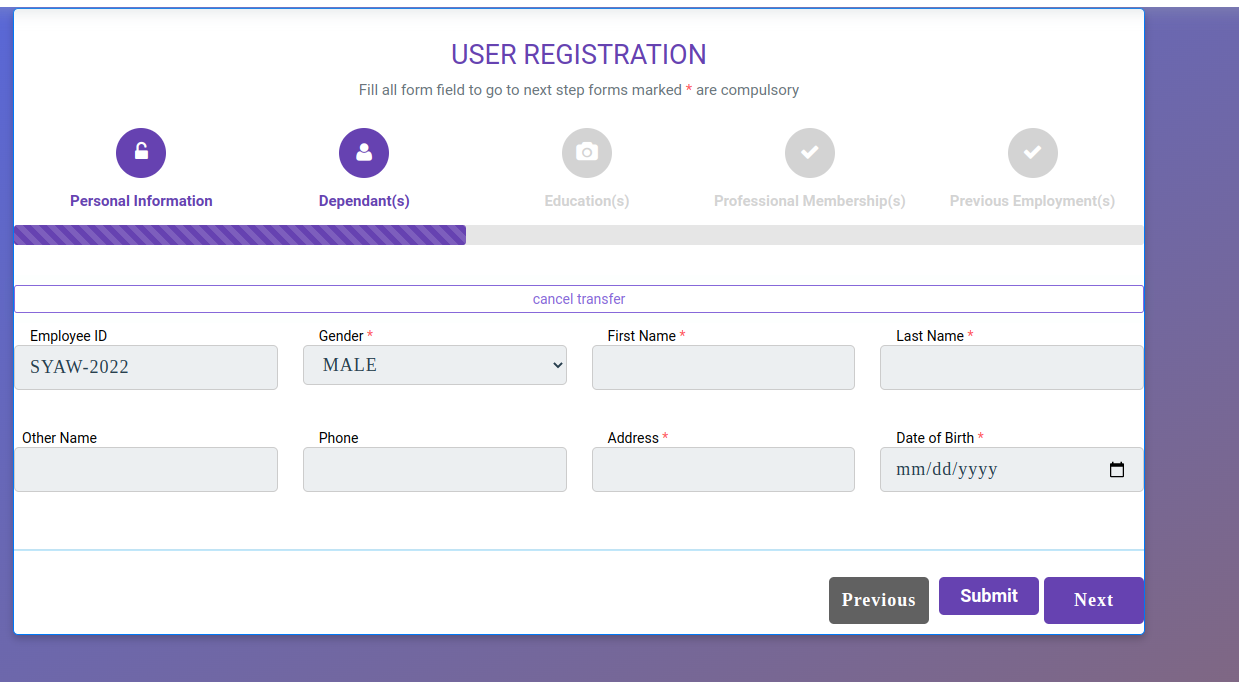 USER REGISTRATION
Fill all form field to go to next step forms marked * are compulsory
Personal Information Dependant(s) Education(s) Professional Membership(s) Previous Employment(s)
cancel transfer
Employee ID Gender * First Name * Last Name *
SYAW-2022 MALE
Other Name Phone Address * Date of Birth *
mm/dd/yyyy
Previous Submit Next